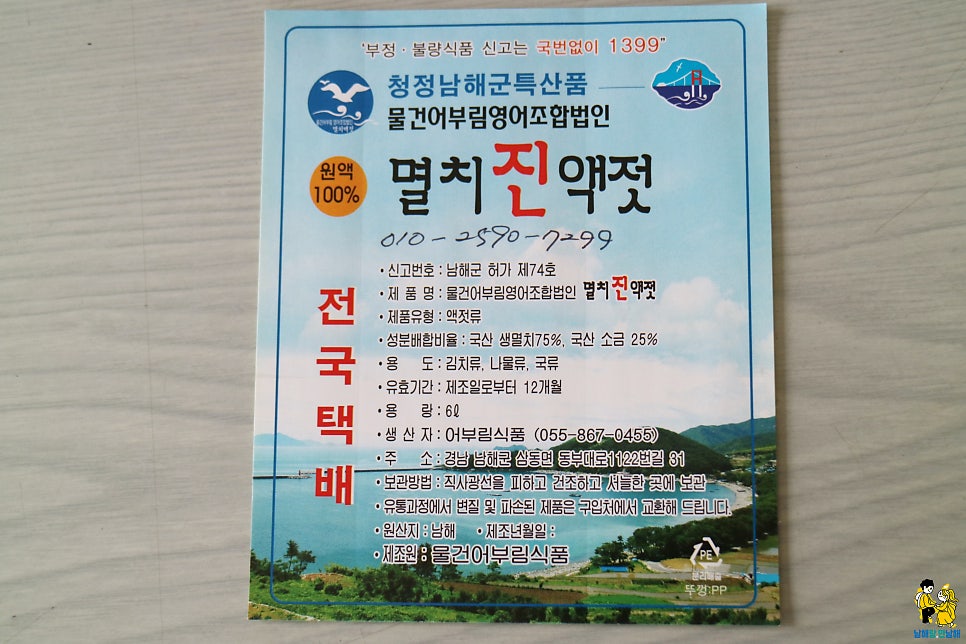 '부정·불량식품 신고는 국번없이 1399"
청정남해군특산품
물건어부림영어조합법인
원액
100%
멸치진액젓
010-2590-7299
전국택배
•신고번호 : 남해군 허가 제74호
•제 품 명 : 물건어부림영어조합법인 멸치진액젓
•제품유형 : 액젓류
•성분배합비율 : 국산 생멸치75%, 국산 소금 25%
•용 도 : 김치류, 나물류, 국류
•유효기간 : 제조일로부터 12개월
•용 량 : 6ℓ
•생 산 자 : 어부림식품 (055-867-0455)
•주 소 : 경남 남해군 삼동면 동부대로1122번길 31
•보관방법 : 직사광선을 피하고 건조하고 서늘한 곳에 보관
•유통과정에서 변질 및 파손된 제품은 구입처에서 교환해 드립니다.
•원산지 : 남해 •제조년월일 :
•제조원 : 물건어부림식품
PE
분리배출
뚜껑:PP